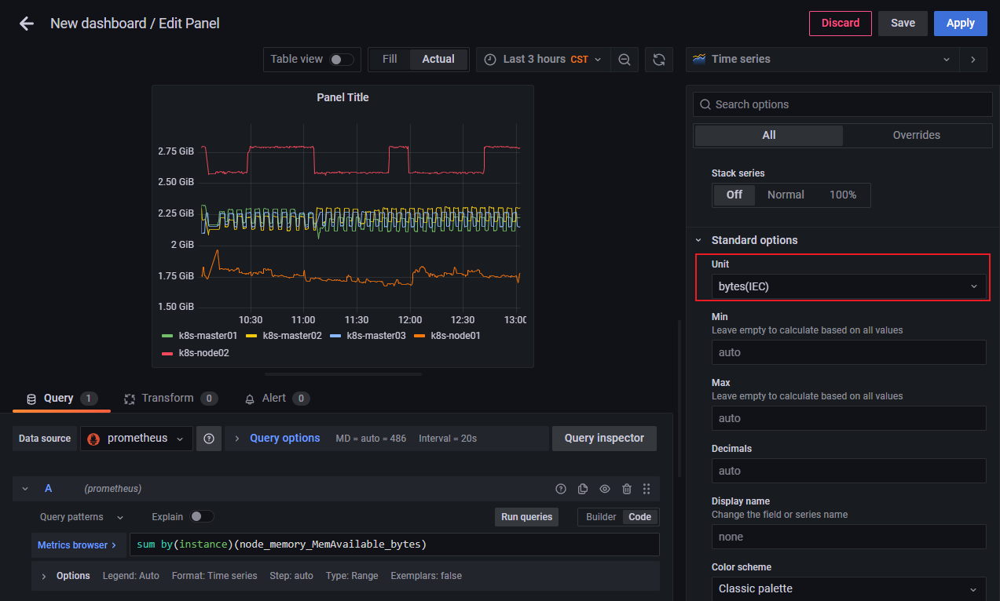 New dashboard / Edit Panel
Discard
Save
Apply
Table view
Fill
Actual
Last 3 hours CST
Time series
Panel Title
2.75 GiB
2.50 GiB
2.25 GiB
2 GiB
1.75 GiB
1.50 GiB
10:30 11:00 11:30 12:00 12:30 13:00
k8s-master01 k8s-master02 k8s-master03 k8s-node01
k8s-node02
Search options
All
Overrides
Stack series
Off Normal 100%
Standard options
Unit
bytes(IEC)
Min
Leave empty to calculate based on all values
auto
Max
Leave empty to calculate based on all values
auto
Decimals
auto
Display name
Change the field or series name
none
Color scheme
Classic palette
Query 1
Transform 0
Alert 0
Data source
prometheus
Query options MD = auto = 486 Interval = 20s
Query inspector
A (prometheus)
Query patterns
Explain
Run queries
Builder Code
Metrics browser >
sum by(instance)(node_memory_MemAvailable_bytes)
Options Legend: Auto Format: Time series Step: auto Type: Range Exemplars: false